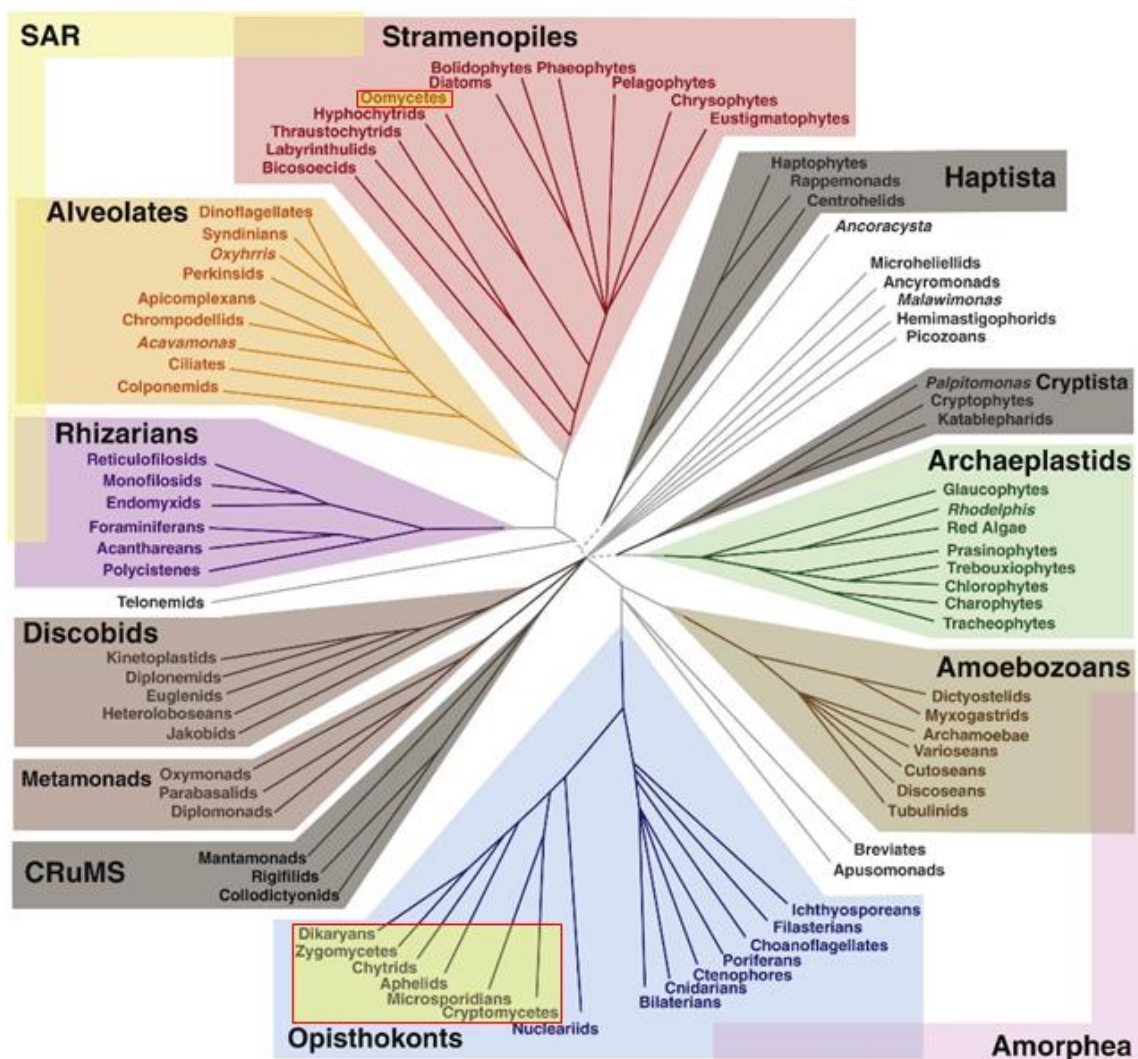 SAR
Stramenopiles
Bolidophytes Phaeophytes
Diatoms
Pelagophytes
Oomycetes
Chrysophytes
Hyphochytrids
Eustigmatophytes
Thraustochytrids
Labyrinthulids
Bicosoecids
Haptophytes
Rappemonads
Haptista
Centrohelids
Ancoracysta
Alveolates
Dinoflagellates
Syndinians
Oxyhrris
Perkinsids
Apicomplexans
Chrompodellids
Acavamonas
Ciliates
Colponemids
Microheliellids
Ancyromonads
Malawimonas
Hemimastigophorids
Picozoans
Palpitomonas Cryptista
Cryptophytes
Katablepharids
Rhizarians
Reticulofilosids
Monofilosids
Endomyxids
Foraminiferans
Acanthareans
Polycistenes
Archaeplastids
Glaucophytes
Rhodelphis
Red Algae
Prasinophytes
Trebouxiophytes
Chlorophytes
Charophytes
Tracheophytes
Telonemids
Discobids
Kinetoplastids
Diplonemids
Euglenids
Heteroloboseans
Jakobids
Amoebozoans
Dictyostelids
Myxogastrids
Archamoebae
Varioseans
Cutoseans
Discoseans
Tubulinids
Metamonads
Oxymonads
Parabasalids
Diplomonads
Breviates
Apusomonads
CRuMS
Mantamonads
Rigifilids
Collodictyonids
Dikaryans
Zygomycetes
Chytrids
Aphelids
Microsporidians
Cryptomycetes
Nucleariids
Ichthyosporeans
Filasterians
Choanoflagellates
Poriferans
Ctenophores
Cnidarians
Bilaterians
Opisthokonts
Amorphea